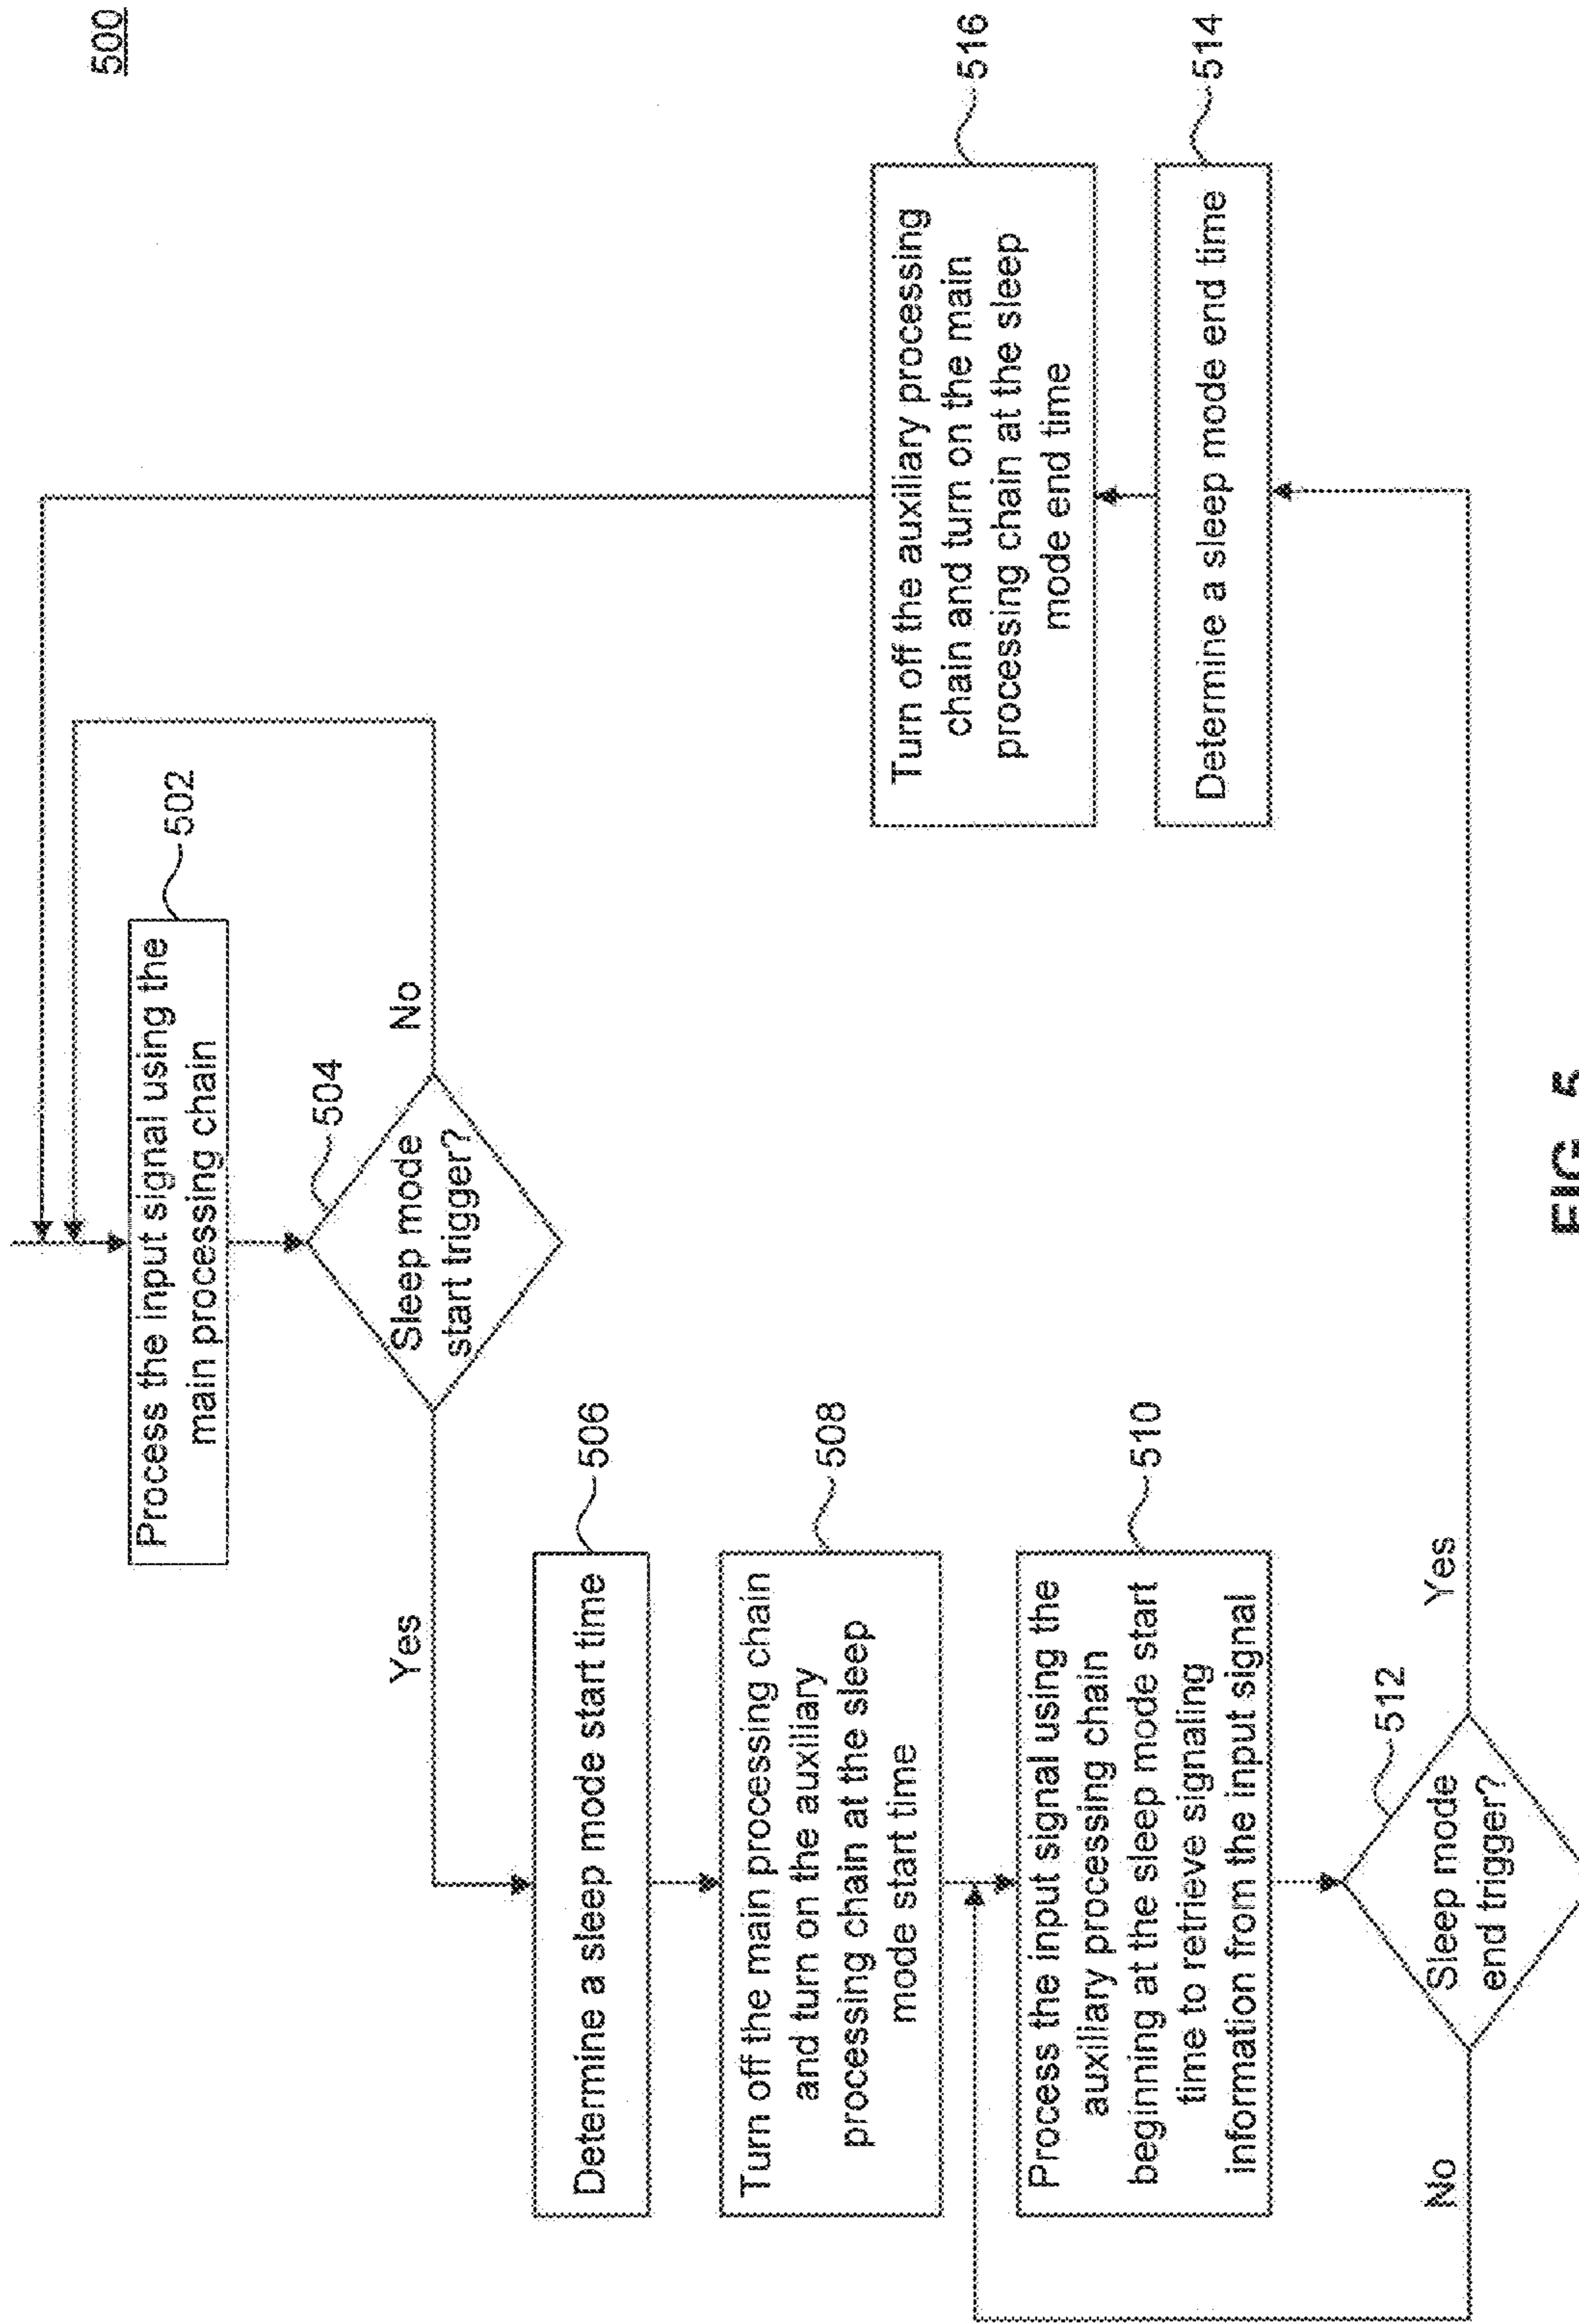 500
Process the input signal using the
main processing chain
502
Sleep mode
start trigger?
504
No
Yes
Determine a sleep mode start time
506
Turn off the main processing chain
and turn on the auxiliary
processing chain at the sleep
mode start time
508
Process the input signal using the
auxiliary processing chain
beginning at the sleep mode start
time to retrieve signaling
information from the input signal
510
Sleep mode
end trigger?
512
No
Yes
Determine a sleep mode end time
514
Turn off the auxiliary processing
chain and turn on the main
processing chain at the sleep
mode end time
516
FIG. 5